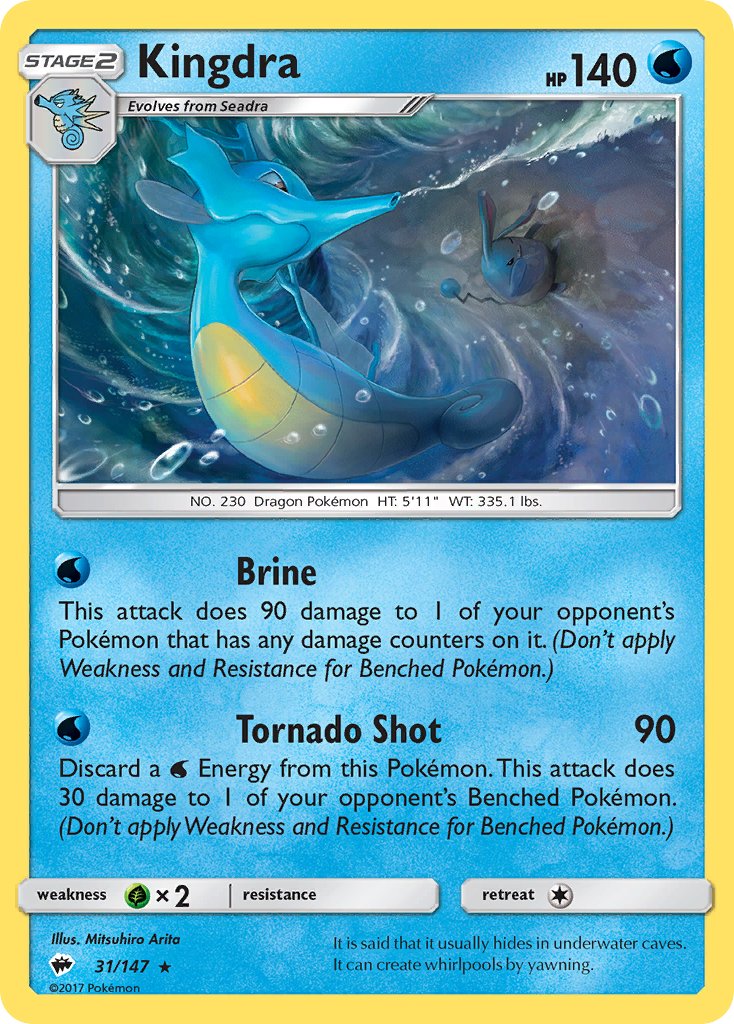 STAGE2 Kingdra HP 140
Evolves from Seadra
NO. 230 Dragon Pokémon HT: 5'11" WT: 335.1 lbs.
Brine
This attack does 90 damage to 1 of your opponent's
Pokémon that has any damage counters on it. (Don't apply
Weakness and Resistance for Benched Pokémon.)
Tornado Shot 90
Discard a Energy from this Pokémon. This attack does
30 damage to 1 of your opponent's Benched Pokémon.
(Don't apply Weakness and Resistance for Benched Pokémon.)
weakness ×2 resistance retreat
Illus. Mitsuhiro Arita
31/147 ★
©2017 Pokémon
It is said that it usually hides in underwater caves.
It can create whirlpools by yawning.